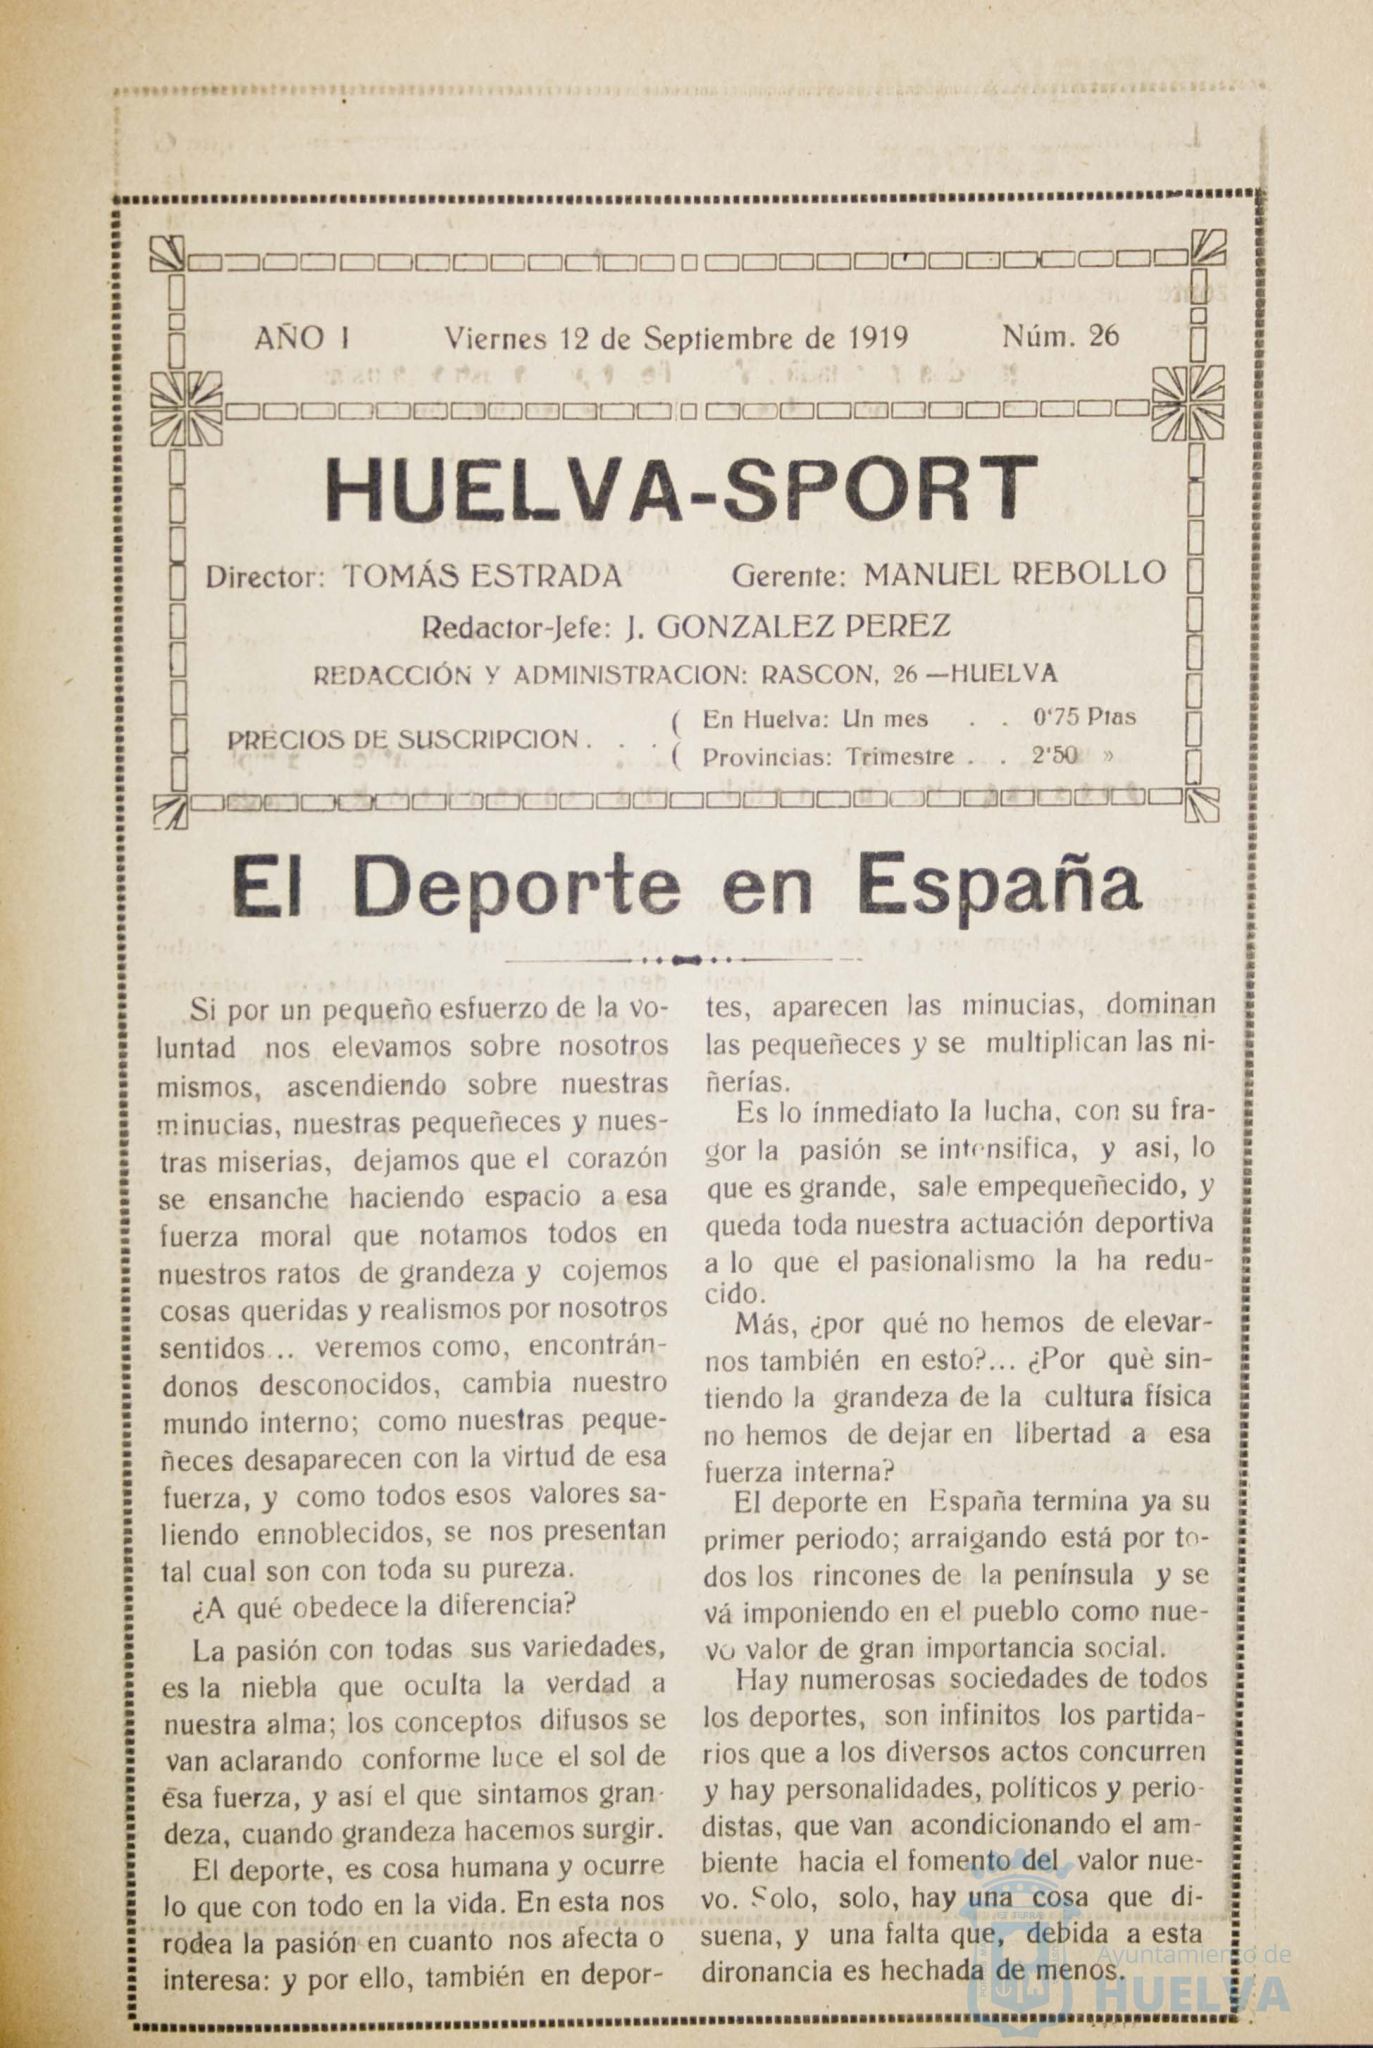 AÑO I Viernes 12 de Septiembre de 1919 Núm. 26
HUELVA-SPORT
Director: TOMÁS ESTRADA Gerente: MANUEL REBOLLO
Redactor-Jefe: J. GONZALEZ PEREZ
REDACCIÓN Y ADMINISTRACION: RASCON, 26 —HUELVA
PRECIOS DE SUSCRIPCION. . .
( En Huelva: Un mes . . 0'75 Ptas
( Provincias: Trimestre . . 2'50 »
El Deporte en España
Si por un pequeño esfuerzo de la vo-
luntad nos elevamos sobre nosotros
mismos, ascendiendo sobre nuestras
minucias, nuestras pequeñeces y nues-
tras miserias, dejamos que el corazón
se ensanche haciendo espacio a esa
fuerza moral que notamos todos en
nuestros ratos de grandeza y cojemos
cosas queridas y realismos por nosotros
sentidos... veremos como, encontrán-
donos desconocidos, cambia nuestro
mundo interno; como nuestras peque-
ñeces desaparecen con la virtud de esa
fuerza, y como todos esos valores sa-
liendo ennoblecidos, se nos presentan
tal cual son con toda su pureza.
¿A qué obedece la diferencia?
La pasión con todas sus variedades,
es la niebla que oculta la verdad a
nuestra alma; los conceptos difusos se
van aclarando conforme luce el sol de
esa fuerza, y así el que sintamos gran-
deza, cuando grandeza hacemos surgir.
El deporte, es cosa humana y ocurre
lo que con todo en la vida. En esta nos
rodea la pasión en cuanto nos afecta o
interesa: y por ello, también en depor-
tes, aparecen las minucias, dominan
las pequeñeces y se multiplican las ni-
ñerías.
Es lo inmediato la lucha, con su fra-
gor la pasión se intensifica, y asi, lo
que es grande, sale empequeñecido, y
queda toda nuestra actuación deportiva
a lo que el pasionalismo la ha redu-
cido.
Más, ¿por qué no hemos de elevar-
nos también en esto?... ¿Por què sin-
tiendo la grandeza de la cultura física
no hemos de dejar en libertad a esa
fuerza interna?
El deporte en España termina ya su
primer periodo; arraigando está por to-
dos los rincones de la península y se
vá imponiendo en el pueblo como nue-
vo valor de gran importancia social.
Hay numerosas sociedades de todos
los deportes, son infinitos los partida-
rios que a los diversos actos concurren
y hay personalidades, políticos y perio-
distas, que van acondicionando el am-
biente hacia el fomento del valor nue-
vo. Solo, solo, hay una cosa que di-
suena, y una falta que, debida a esta
dironancia es hechada de menos.
Ayuntamiento de
HUELVA